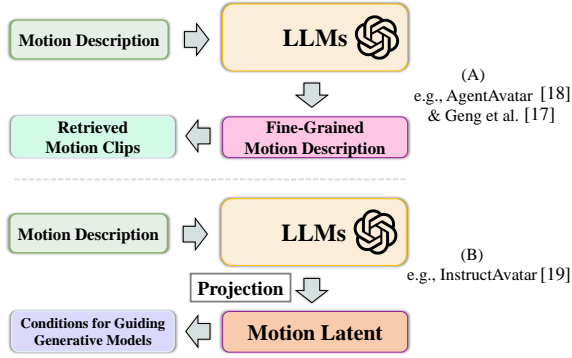 Motion Description
LLMs
(A)
e.g., AgentAvatar [18]
& Geng et al. [17]
Retrieved
Motion Clips
Fine-Grained
Motion Description
Motion Description
LLMs
(B)
e.g., InstructAvatar [19]
Projection
Conditions for Guiding
Generative Models
Motion Latent